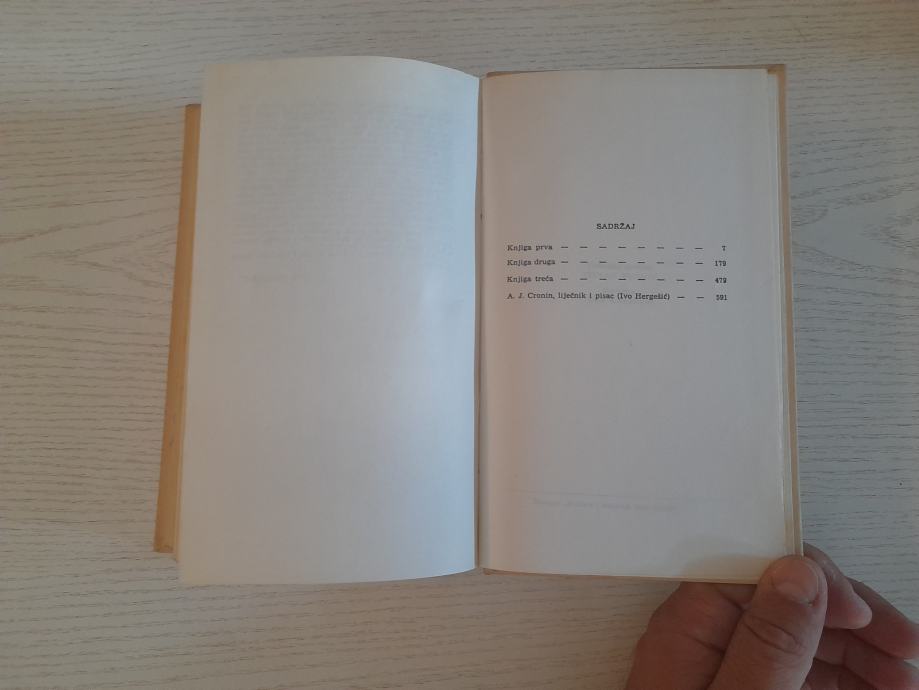 SADRŽAJ
Knjiga prva — — — — — — — — — 7
Knjiga druga — — — — — — — — — 179
Knjiga treća — — — — — — — — — 479
A. J. Cronin, liječnik i pisac (Ivo Hergešić) — — 591